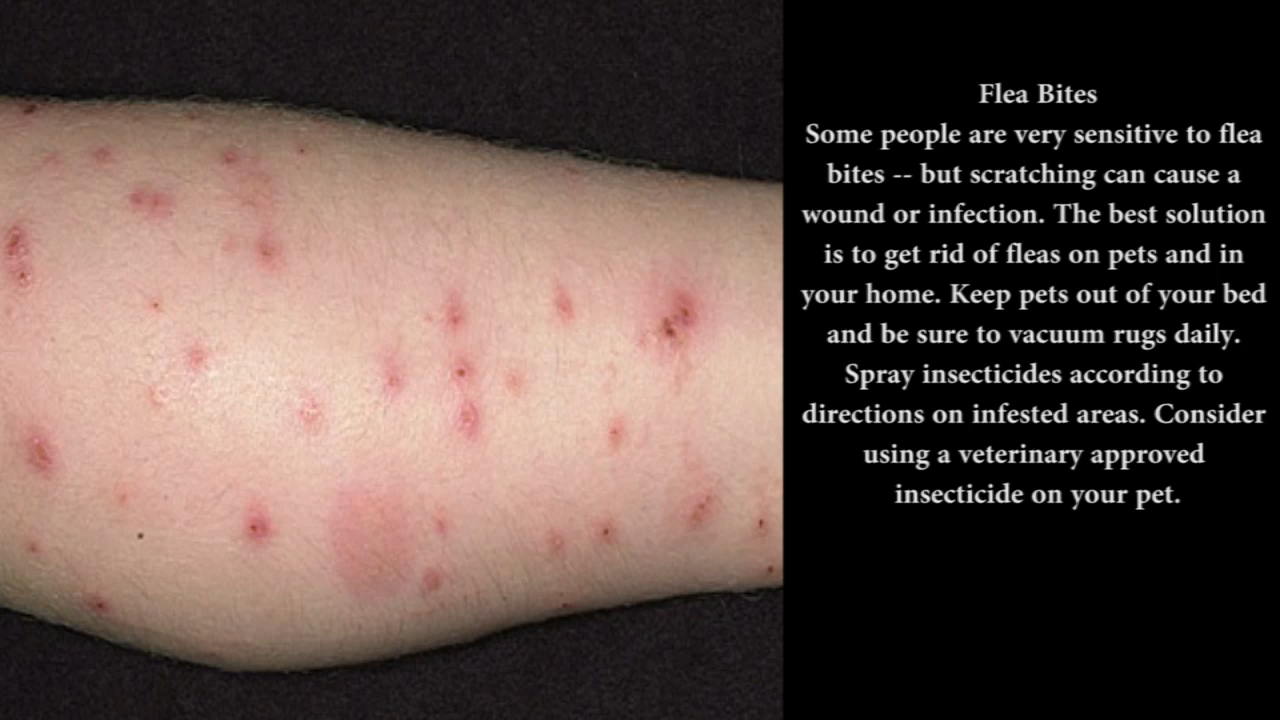 Flea Bites
Some people are very sensitive to flea
bites -- but scratching can cause a
wound or infection. The best solution
is to get rid of fleas on pets and in
your home. Keep pets out of your bed
and be sure to vacuum rugs daily.
Spray insecticides according to
directions on infested areas. Consider
using a veterinary approved
insecticide on your pet.